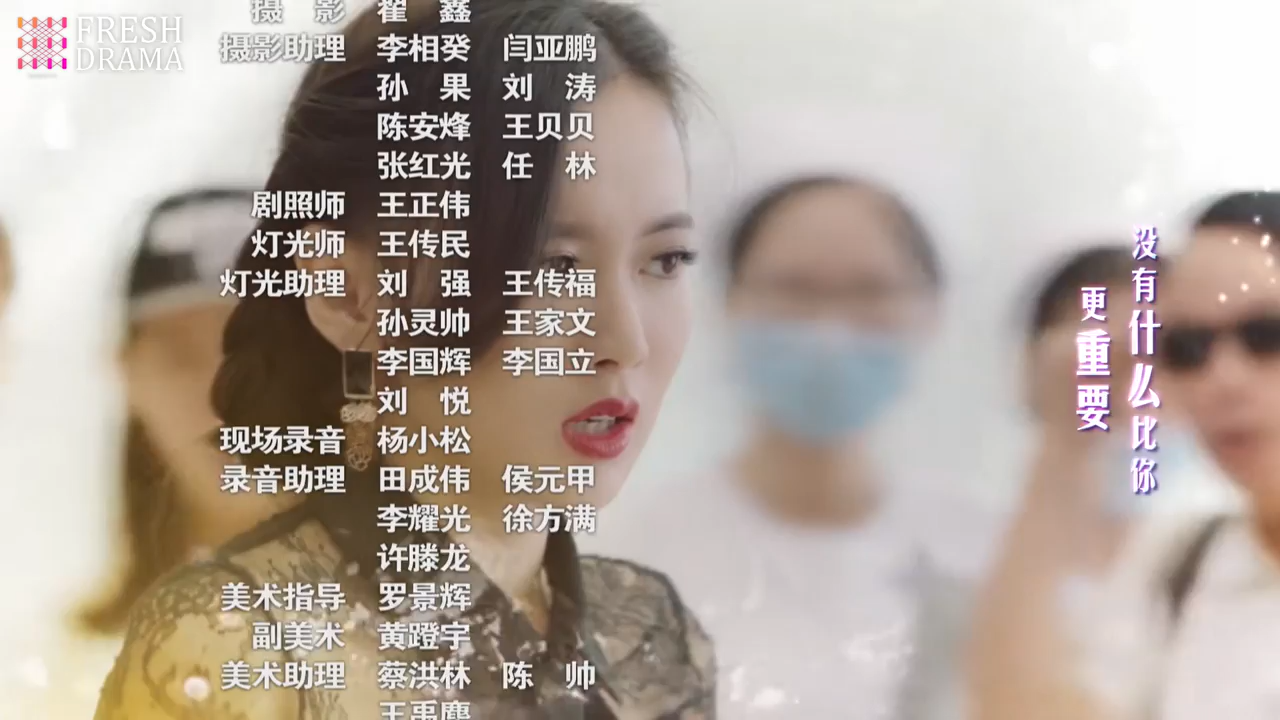 FRESH
DRAMA
摄 影 翟 鑫
摄影助理 李相癸 闫亚鹏
孙 果 刘 涛
陈安烽 王贝贝
张红光 任 林
剧照师 王正伟
灯光师 王传民
灯光助理 刘 强 王传福
孙灵帅 王家文
李国辉 李国立
刘 悦
现场录音 杨小松
录音助理 田成伟 侯元甲
李耀光 徐方满
许滕龙
美术指导 罗景辉
副美术 黄蹬宇
美术助理 蔡洪林 陈 帅
没有什么比你
更重要